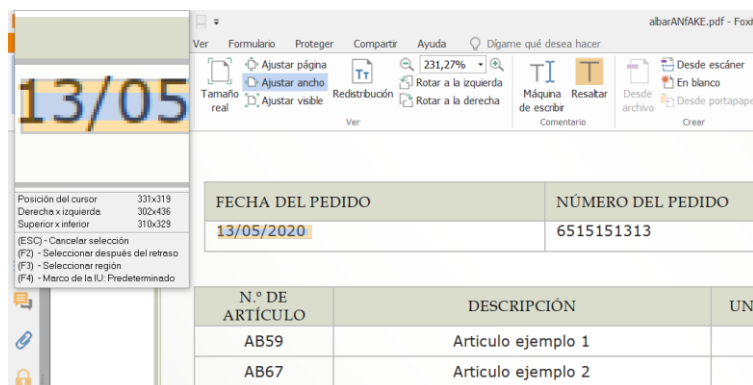 albarANfAKE.pdf - Foxi
Ver Formulario Proteger Compartir Ayuda Dígame qué desea hacer.
Tamaño real
Ajustar página
Ajustar ancho
Ajustar visible
Redistribución
231,27%
Rotar a la izquierda
Rotar a la derecha
Ver
Máquina de escribir
Resaltar
Comentario
Desde archivo
Desde escáner
En blanco
Desde portapape
Crear
13/05
Posición del cursor 331x319
Derecha x izquierda 302x436
Superior x inferior 310x329
(ESC) - Cancelar selección
(F2) - Seleccionar después del retraso
(F3) - Seleccionar región
(F4) - Marco de la IU: Predeterminado
FECHA DEL PEDIDO NÚMERO DEL PEDIDO
13/05/2020 6515151313
N.º DE ARTÍCULO DESCRIPCIÓN UN
AB59 Articulo ejemplo 1
AB67 Articulo ejemplo 2